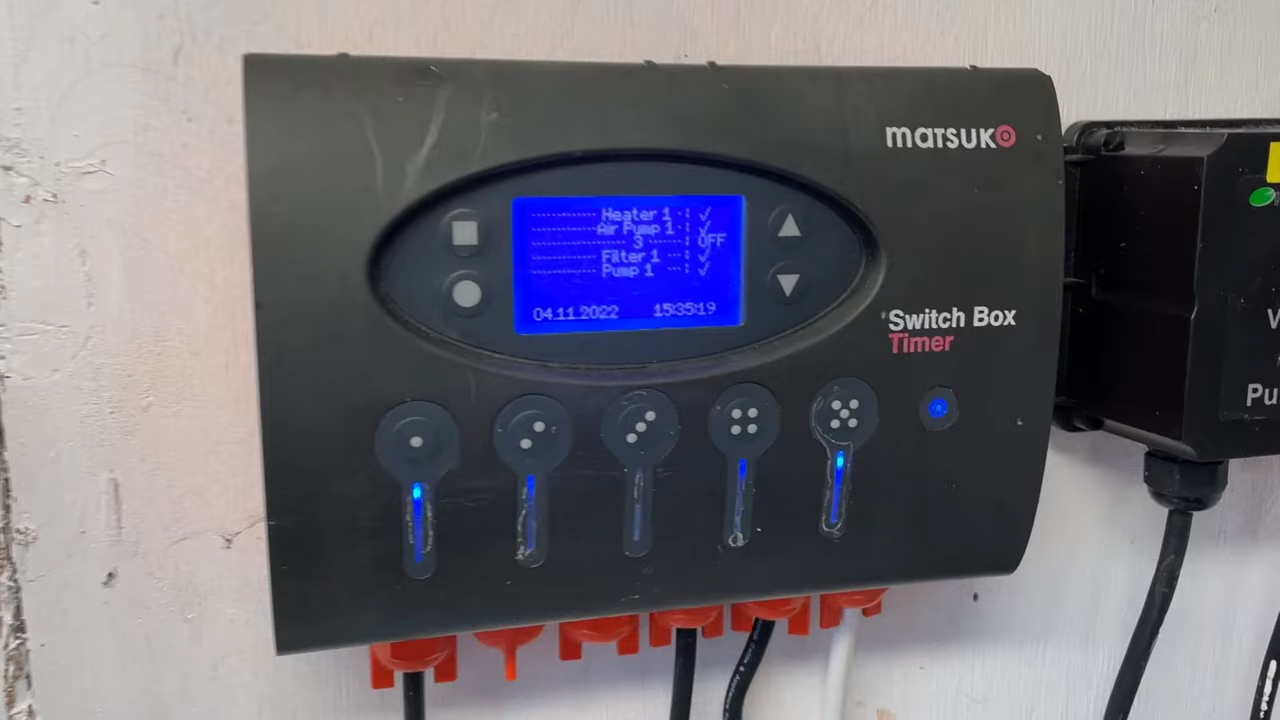 matsuko
Heater 1 ✓
Air Pump 1 ✓
3 OFF
Filter 1 ✓
Pump 1 ✓
04.11.2022 15:35:19
Switch Box
Timer
Pu